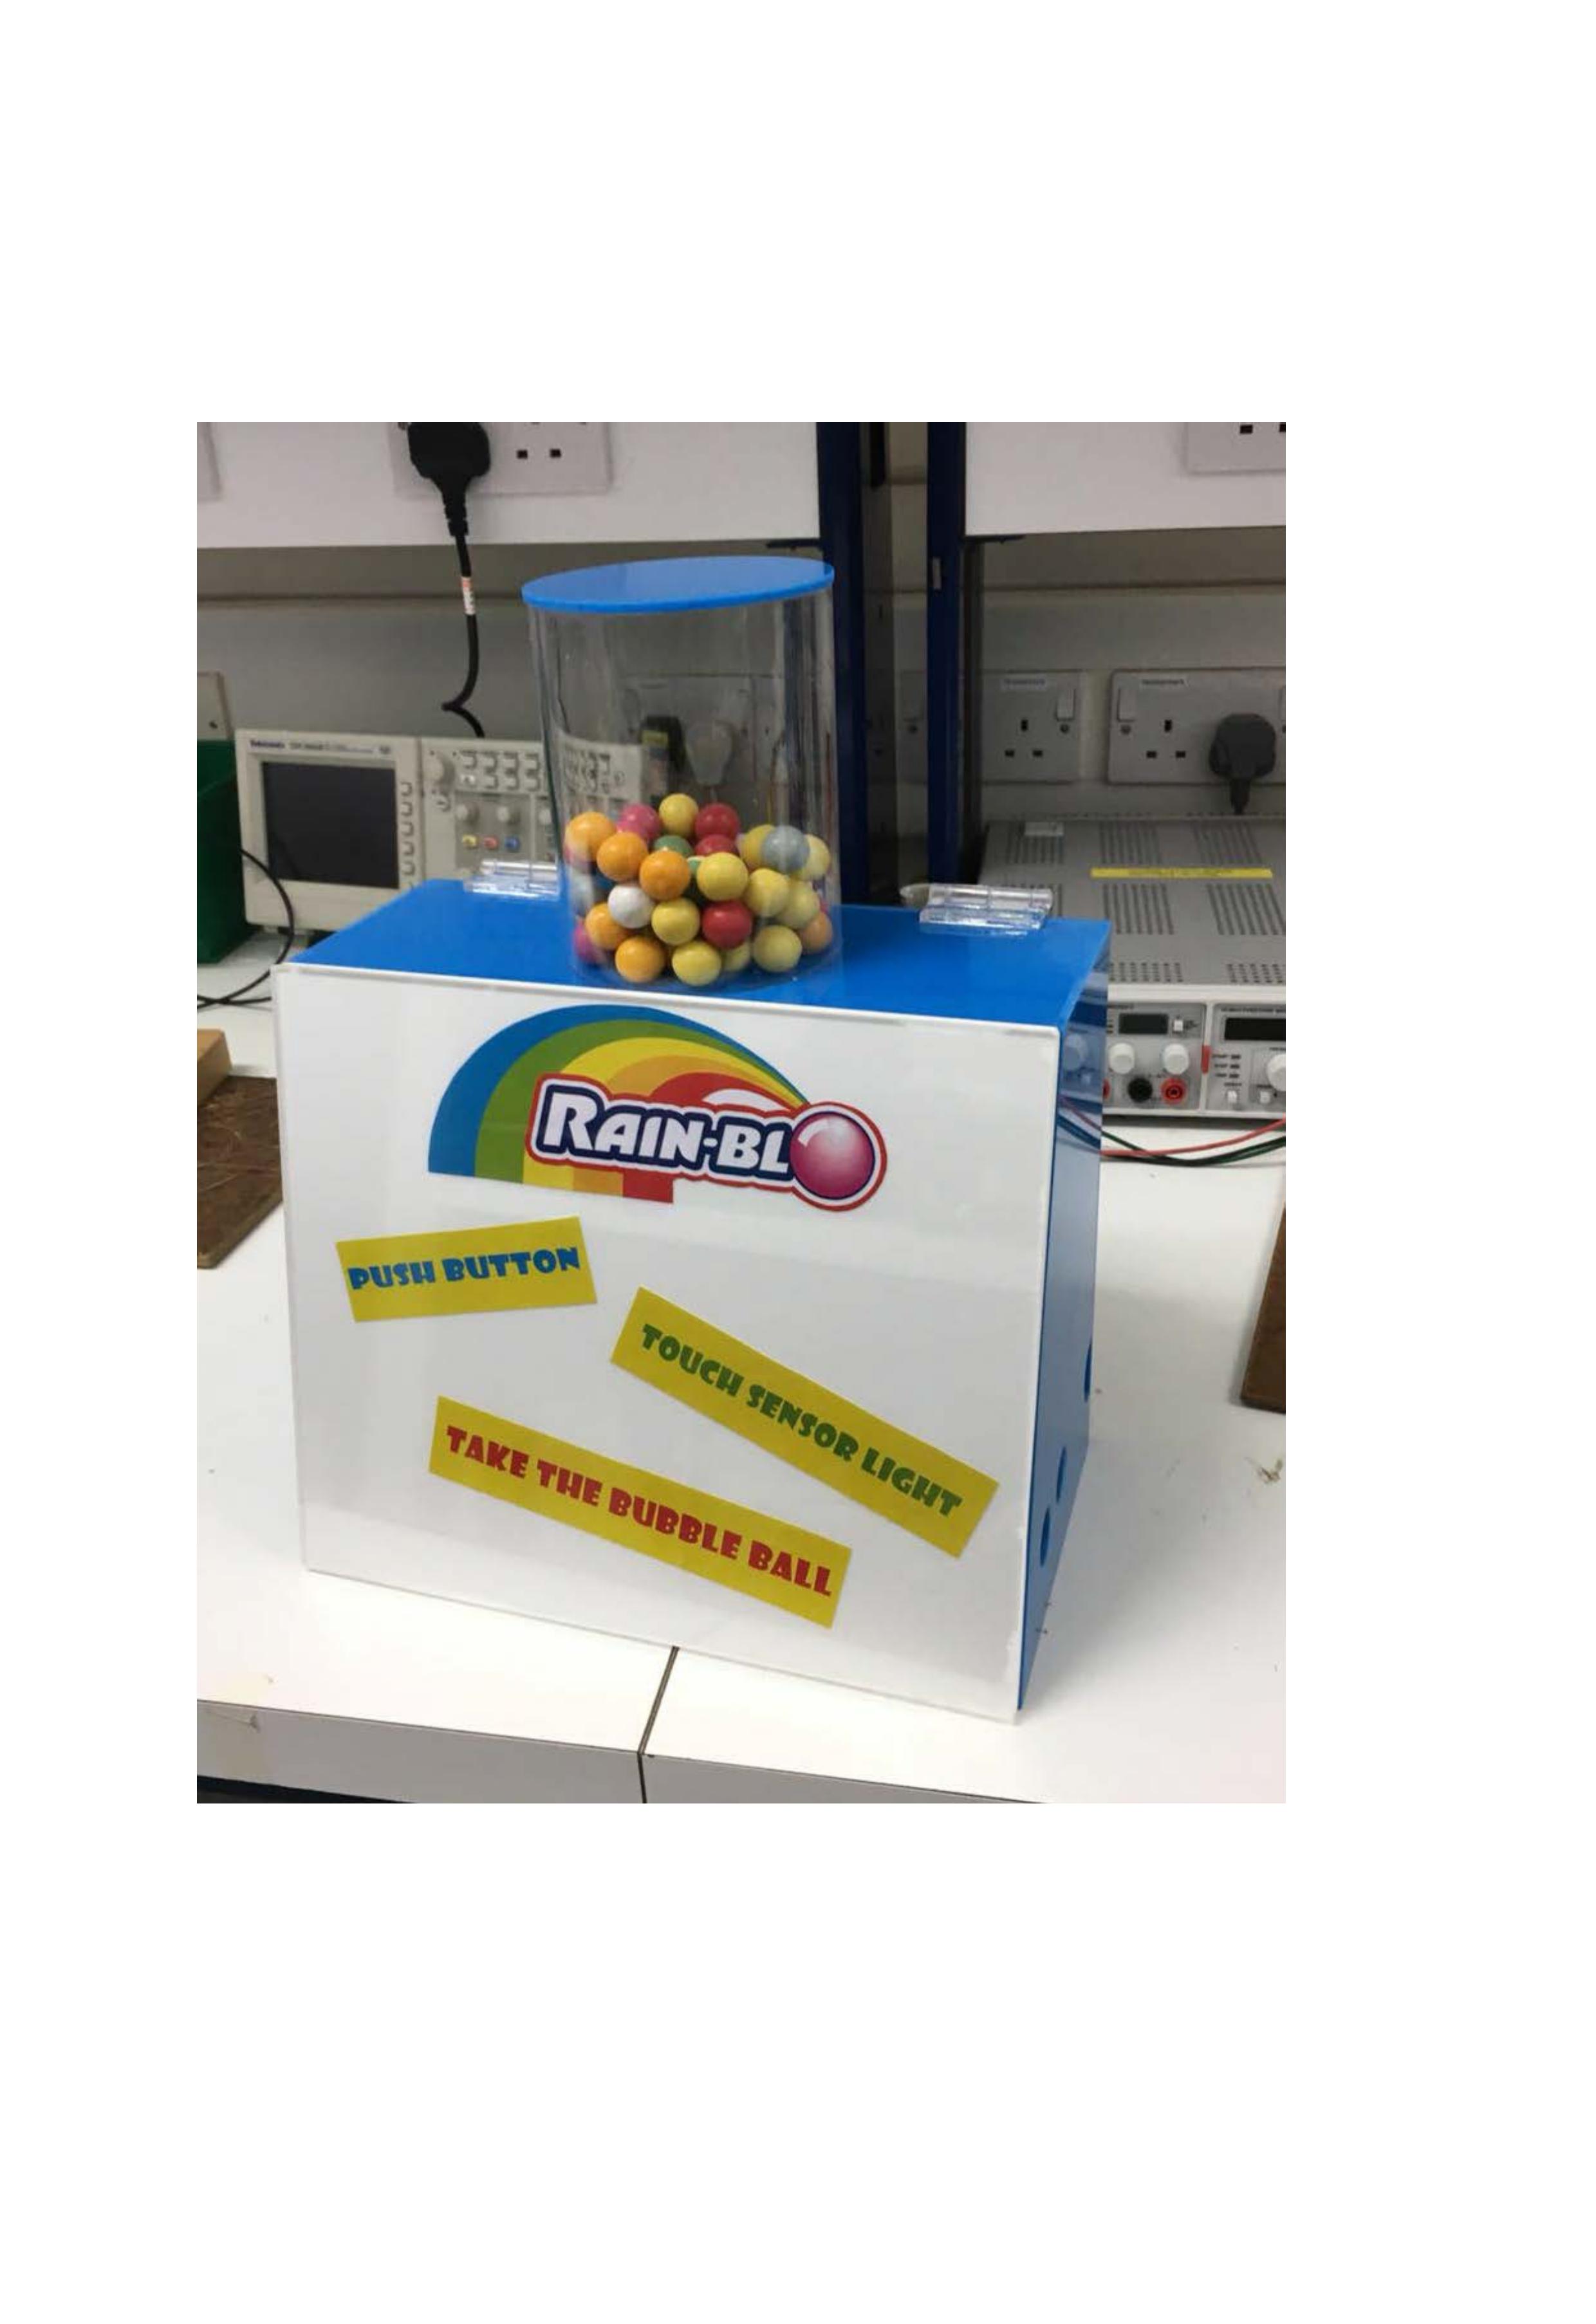 RAIN-BLO
PUSH BUTTON
TOUCH SENSOR LIGHT
TAKE THE BUBBLE BALL